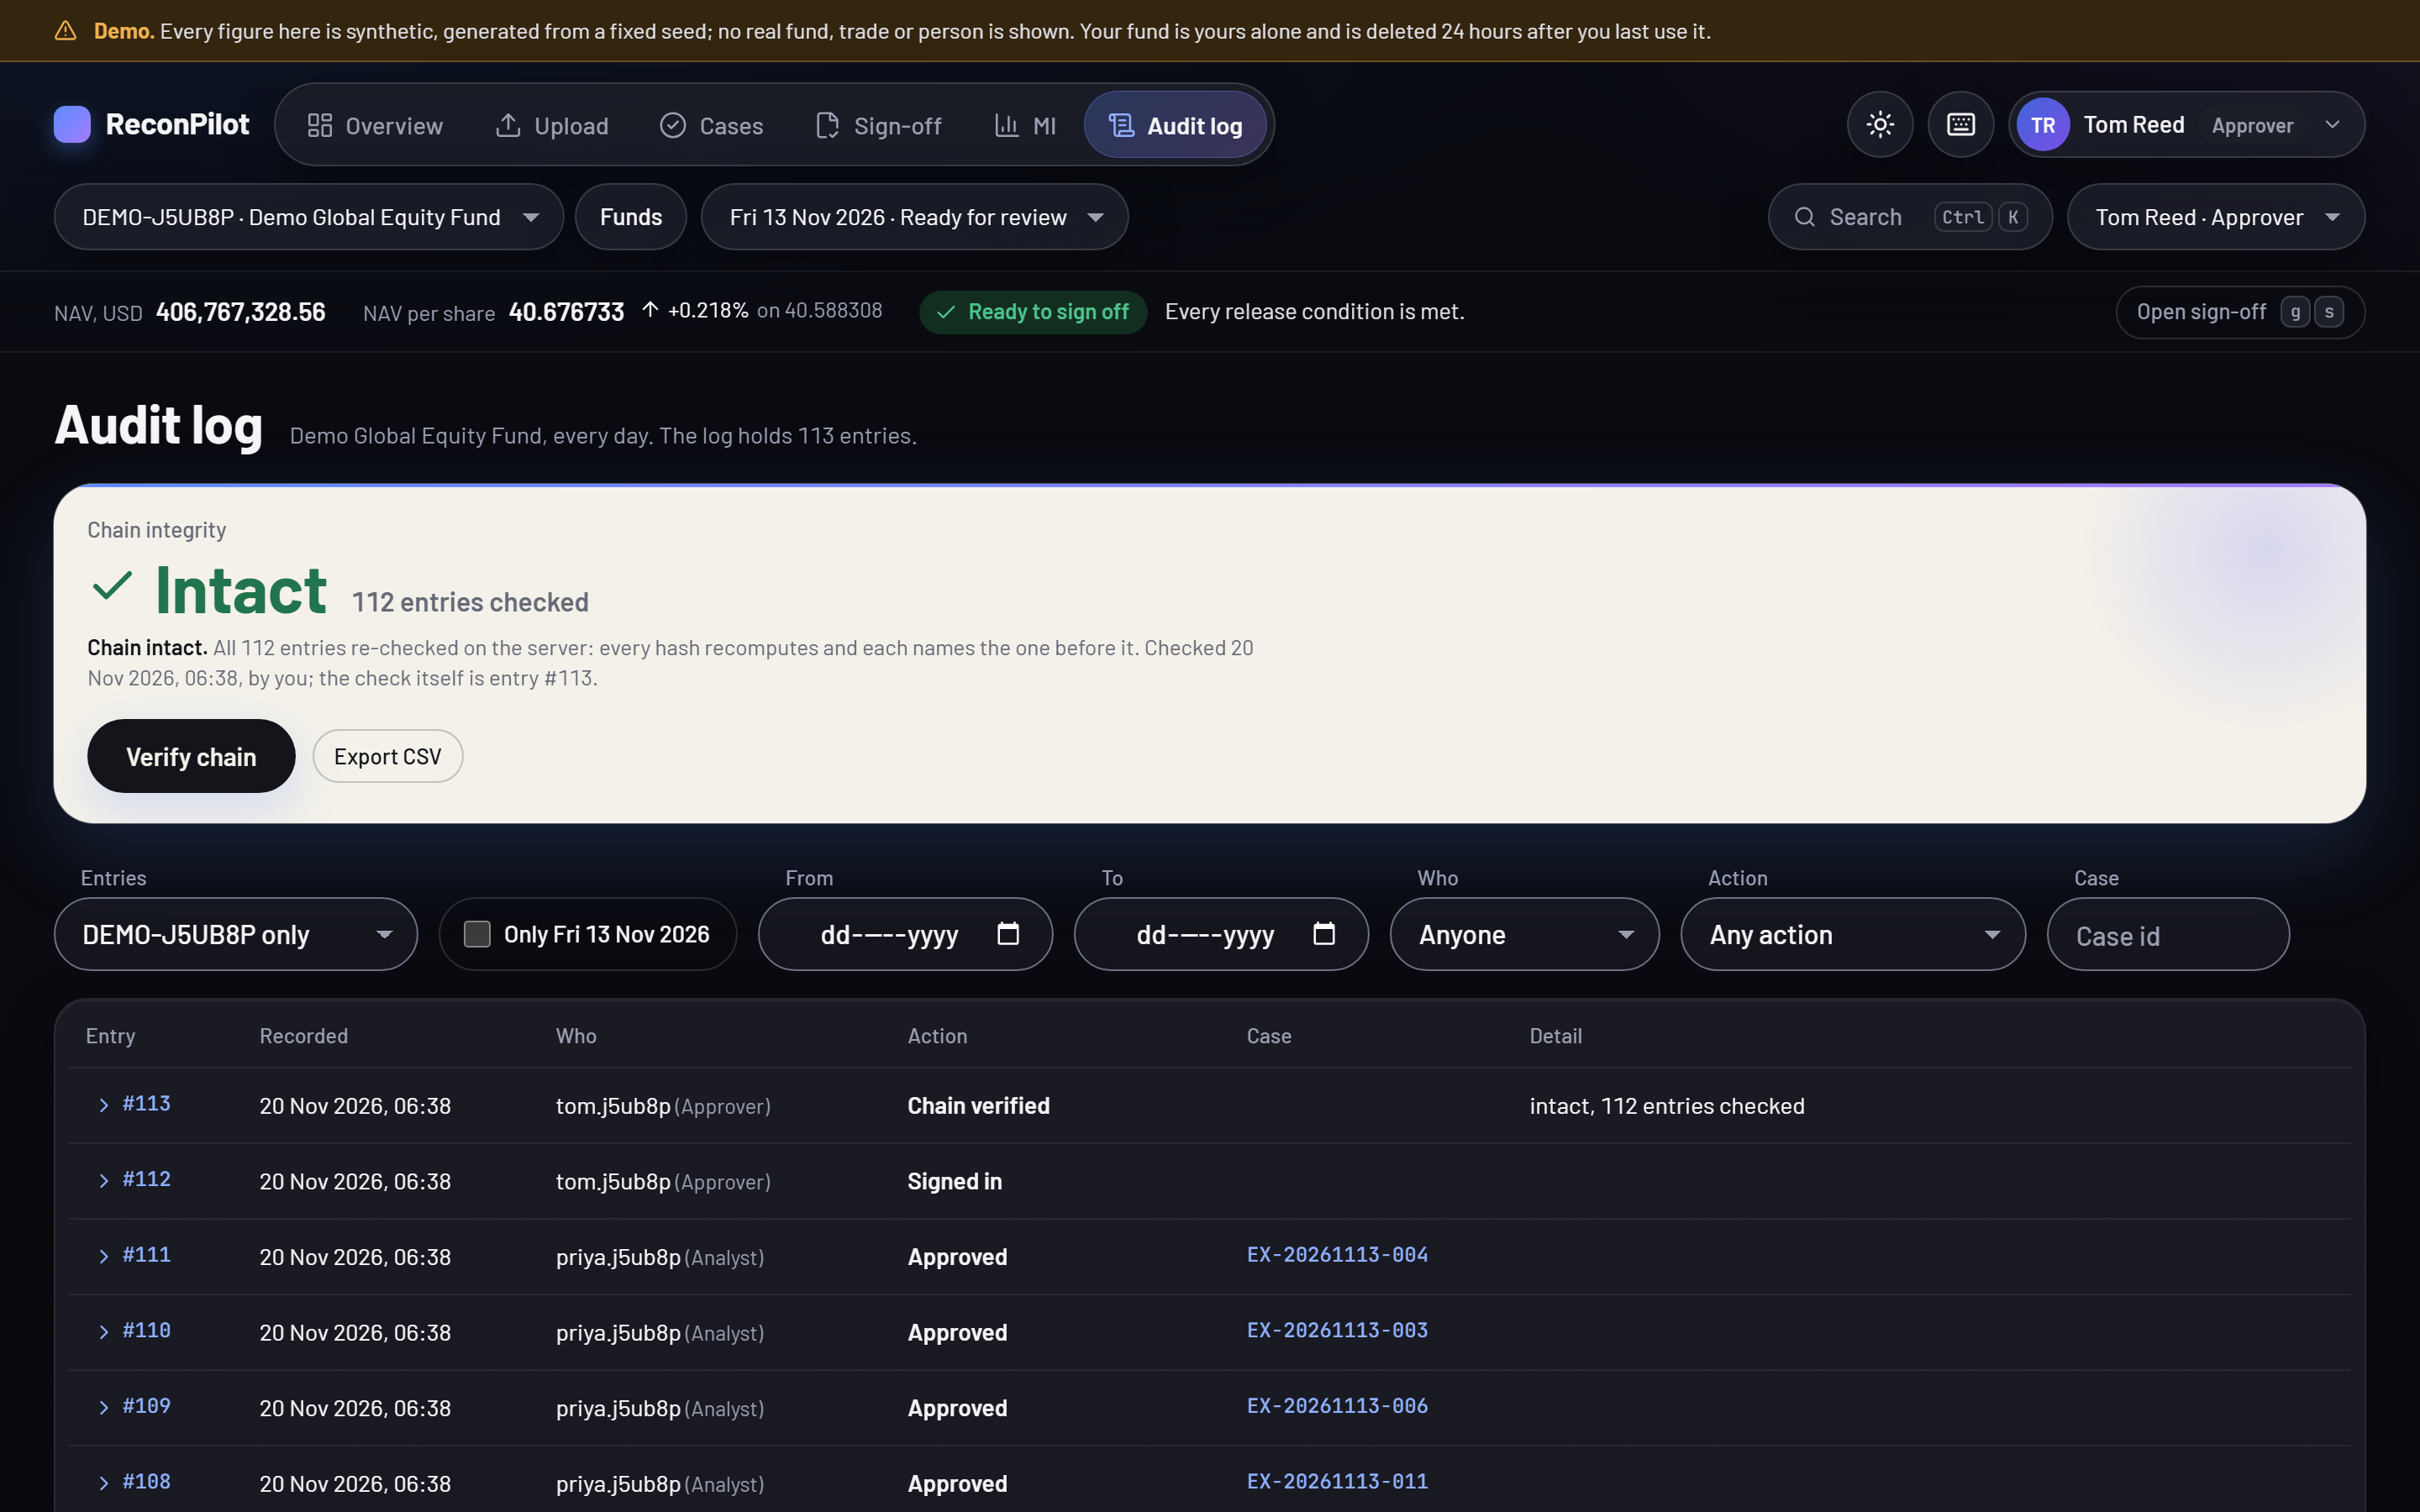 Demo. Every figure here is synthetic, generated from a fixed seed; no real fund, trade or person is shown. Your fund is yours alone and is deleted 24 hours after you last use it.
ReconPilot Overview Upload Cases Sign-off MI Audit log TR Tom Reed Approver
DEMO-J5UB8P · Demo Global Equity Fund Funds Fri 13 Nov 2026 · Ready for review Search Ctrl K Tom Reed · Approver
NAV, USD 406,767,328.56 NAV per share 40.676733 ↑ +0.218% on 40.588308 Ready to sign off Every release condition is met. Open sign-off g s
Audit log Demo Global Equity Fund, every day. The log holds 113 entries.
Chain integrity
Intact 112 entries checked
Chain intact. All 112 entries re-checked on the server: every hash recomputes and each names the one before it. Checked 20
Nov 2026, 06:38, by you; the check itself is entry #113.
Verify chain Export CSV
Entries From To Who Action Case
DEMO-J5UB8P only Only Fri 13 Nov 2026 dd-----yyyy dd-----yyyy Anyone Any action Case id
Entry Recorded Who Action Case Detail
#113 20 Nov 2026, 06:38 tom.j5ub8p (Approver) Chain verified intact, 112 entries checked
#112 20 Nov 2026, 06:38 tom.j5ub8p (Approver) Signed in
#111 20 Nov 2026, 06:38 priya.j5ub8p (Analyst) Approved EX-20261113-004
#110 20 Nov 2026, 06:38 priya.j5ub8p (Analyst) Approved EX-20261113-003
#109 20 Nov 2026, 06:38 priya.j5ub8p (Analyst) Approved EX-20261113-006
#108 20 Nov 2026, 06:38 priya.j5ub8p (Analyst) Approved EX-20261113-011